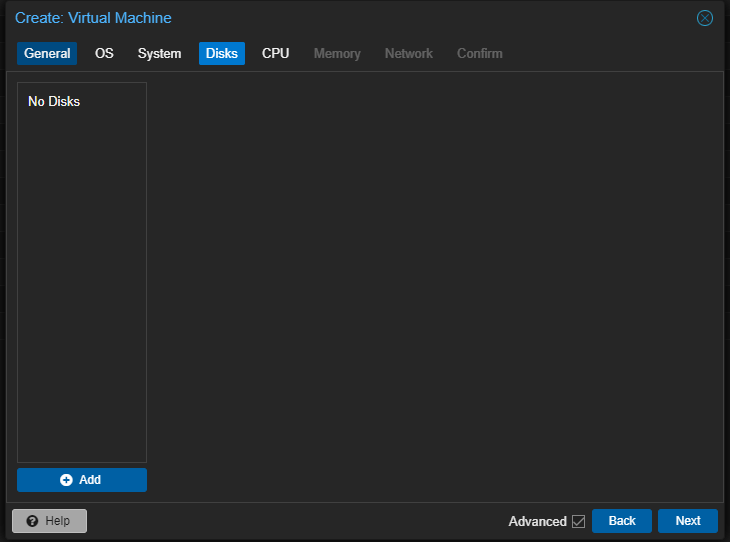 Create: Virtual Machine
General OS System Disks CPU Memory Network Confirm
No Disks
Add
Help Advanced Back Next